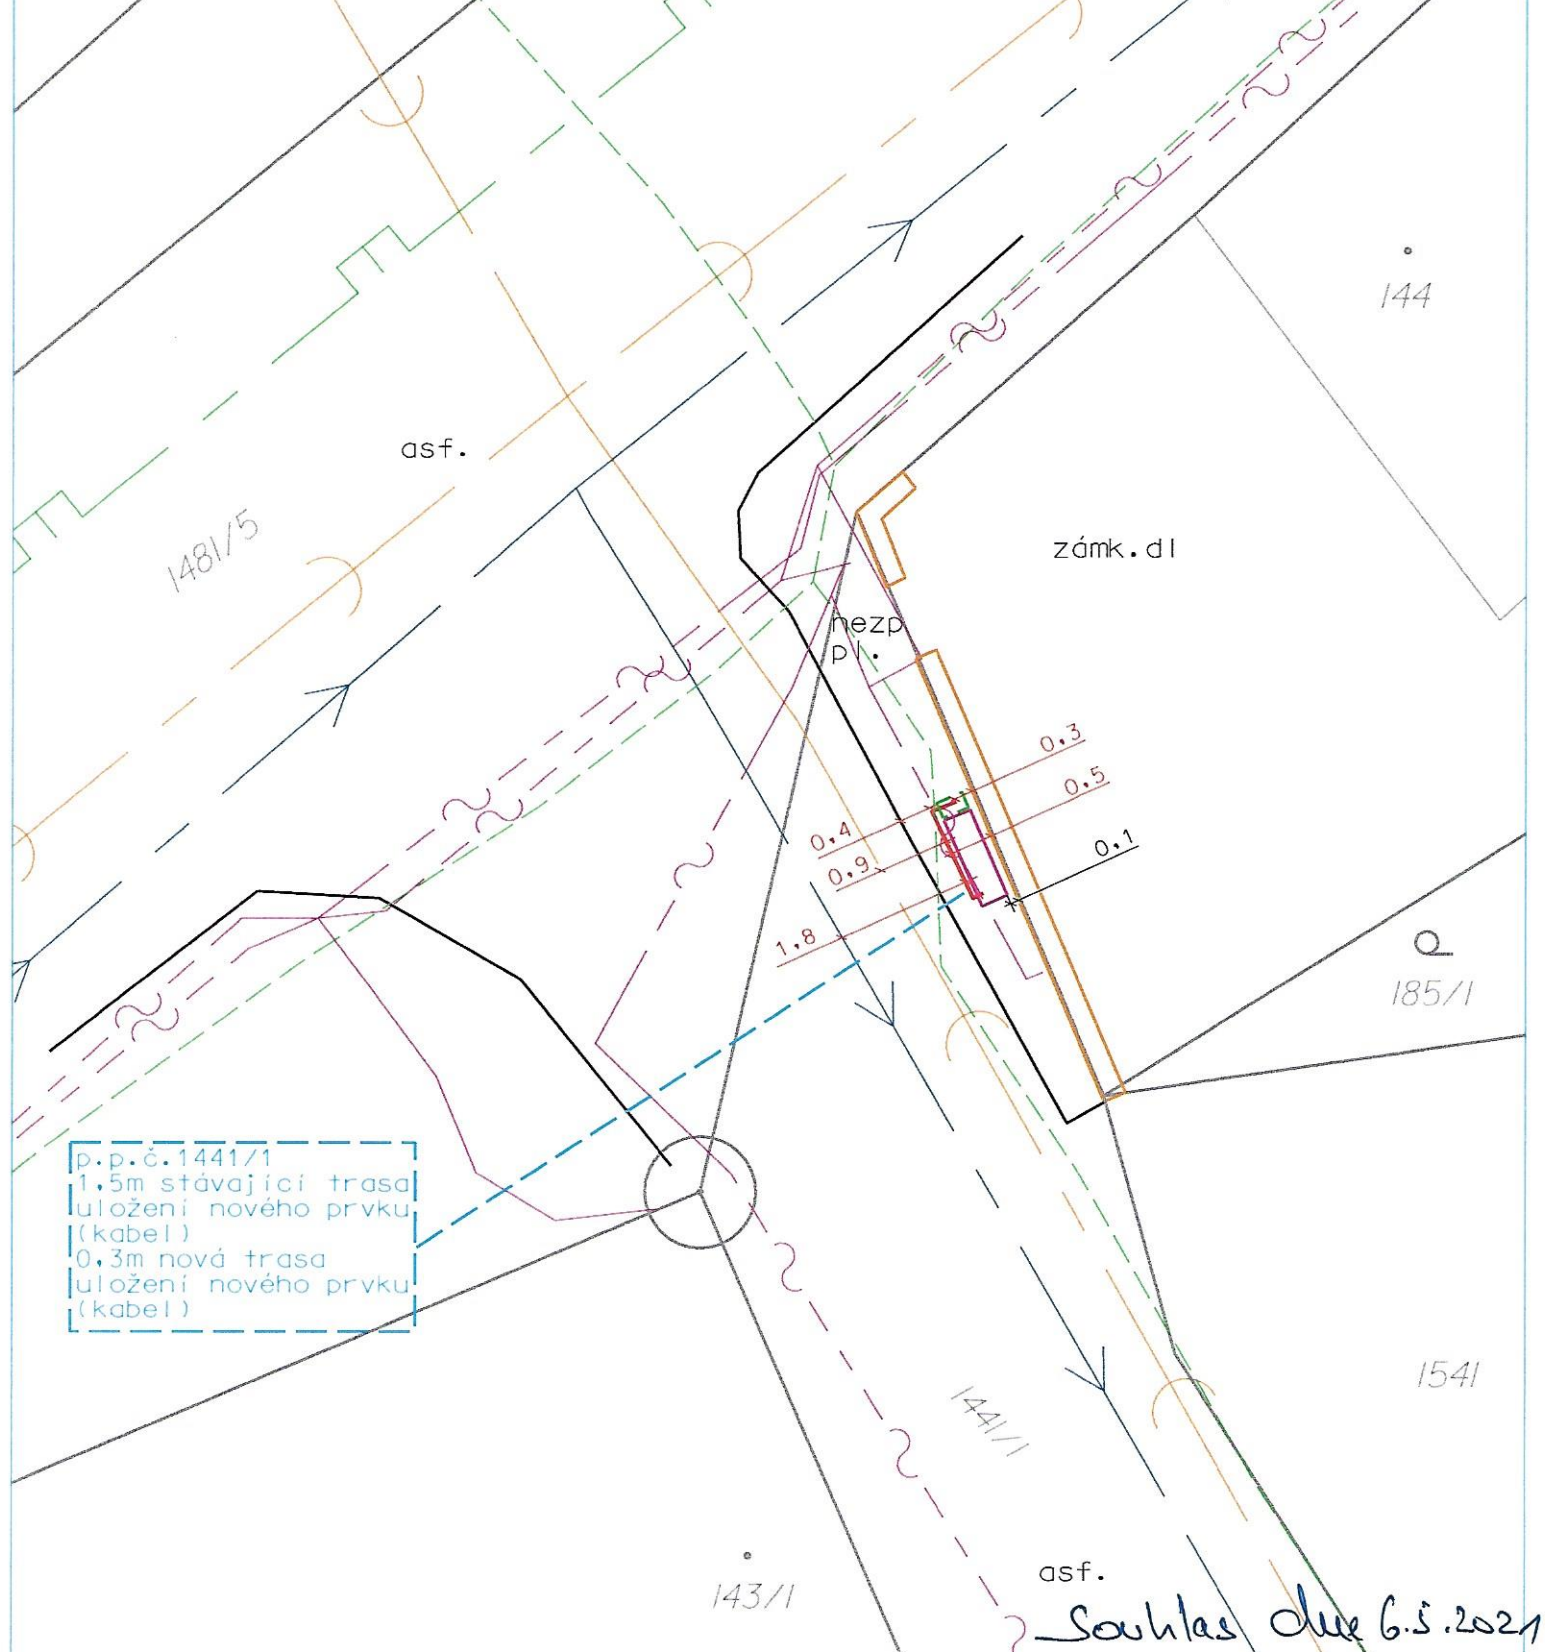 144
asf.
1481/5
zámk.dl
nezp
pl.
0.3
0.5
0.4
0.1
0.9
1.8
185/1
p.p.č.1441/1
1,5m stávající trasa
uložení nového prvku
(kabel)
0,3m nová trasa
uložení nového prvku
(kabel)
1541
1441/1
asf.
143/1
Souhlas dne 6.5.2021